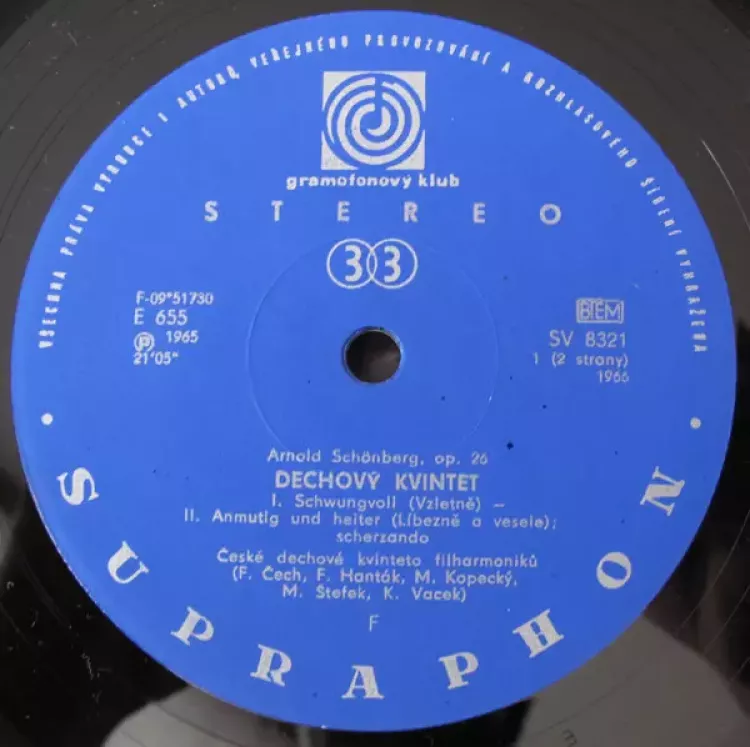 VŠECHNA PRÁVA VÝROBCE I AUTORŮ, VEŘEJNÉHO PROVOZOVÁNÍ A ROZHLASOVÉHO ŠÍŘENÍ VYHRAŽENA
gramofonový klub
STEREO
33
F-09*51730
E 655
Ⓟ 1965
21'05"
BIEM
SV 8321
1 (2 strany)
1966
Arnold Schönberg, op. 26
DECHOVÝ KVINTET
I. Schwungvoll (Vzletně) –
II. Anmutig und heiter (Líbezně a vesele);
scherzando
České dechové kvinteto filharmoniků
(F. Čech, F. Hanták, M. Kopecký,
M. Štefek, K. Vacek)
F
• SUPRAPHON •